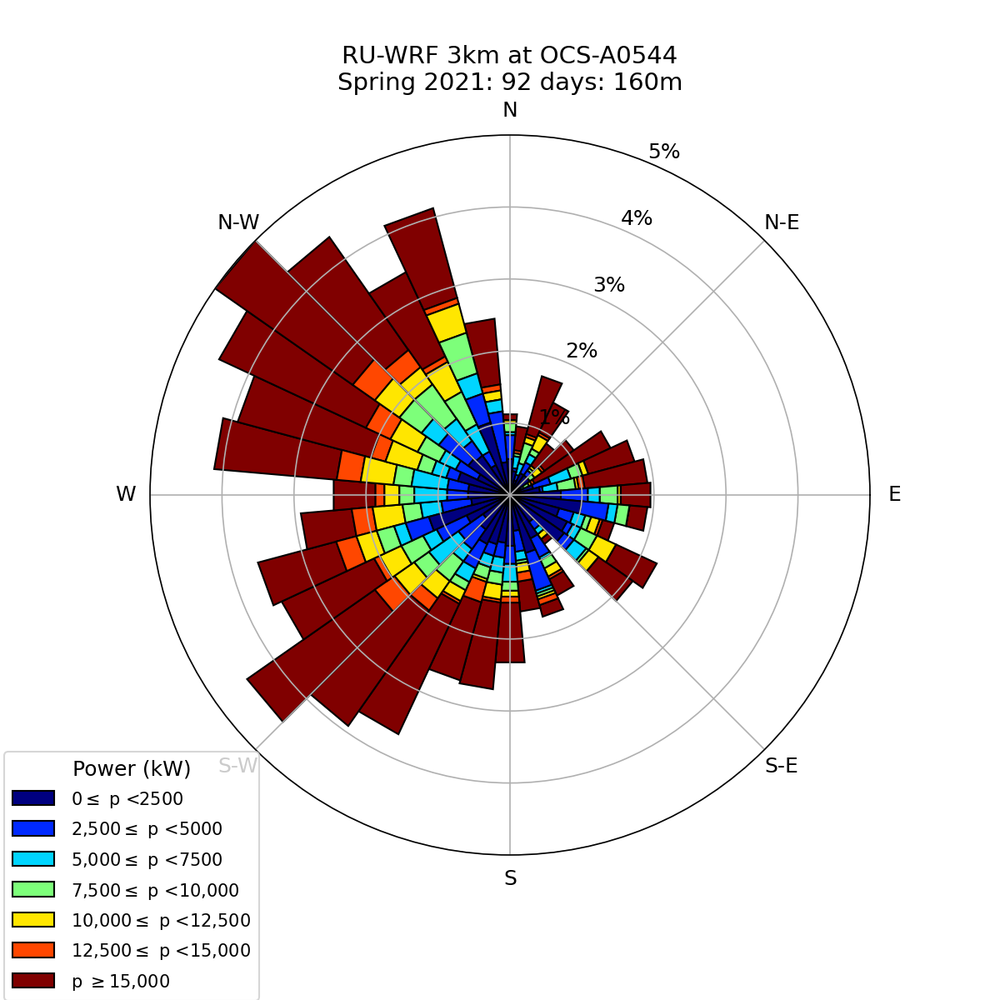 RU-WRF 3km at OCS-A0544
Spring 2021: 92 days: 160m
N
5%
N-W
4%
N-E
3%
2%
1%
W
E
S-W
S-E
S
Power (kW)
0≤ p <2500
2,500≤ p <5000
5,000≤ p <7500
7,500≤ p <10,000
10,000≤ p <12,500
12,500≤ p <15,000
p ≥15,000